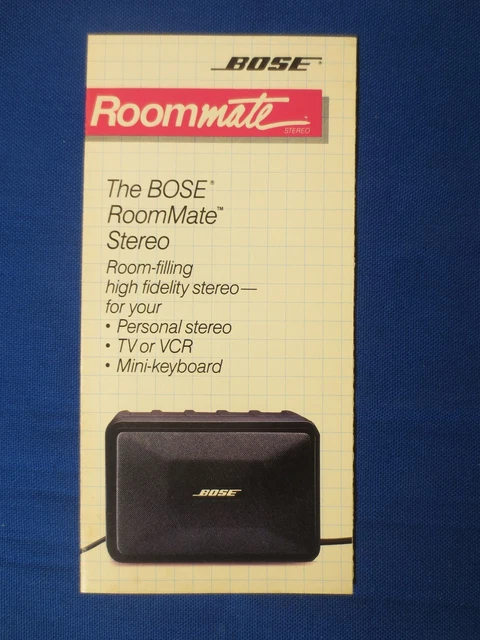 BOSE®
Roommate®
STEREO
The BOSE®
RoomMate™
Stereo
Room-filling
high fidelity stereo—
for your
• Personal stereo
• TV or VCR
• Mini-keyboard
BOSE